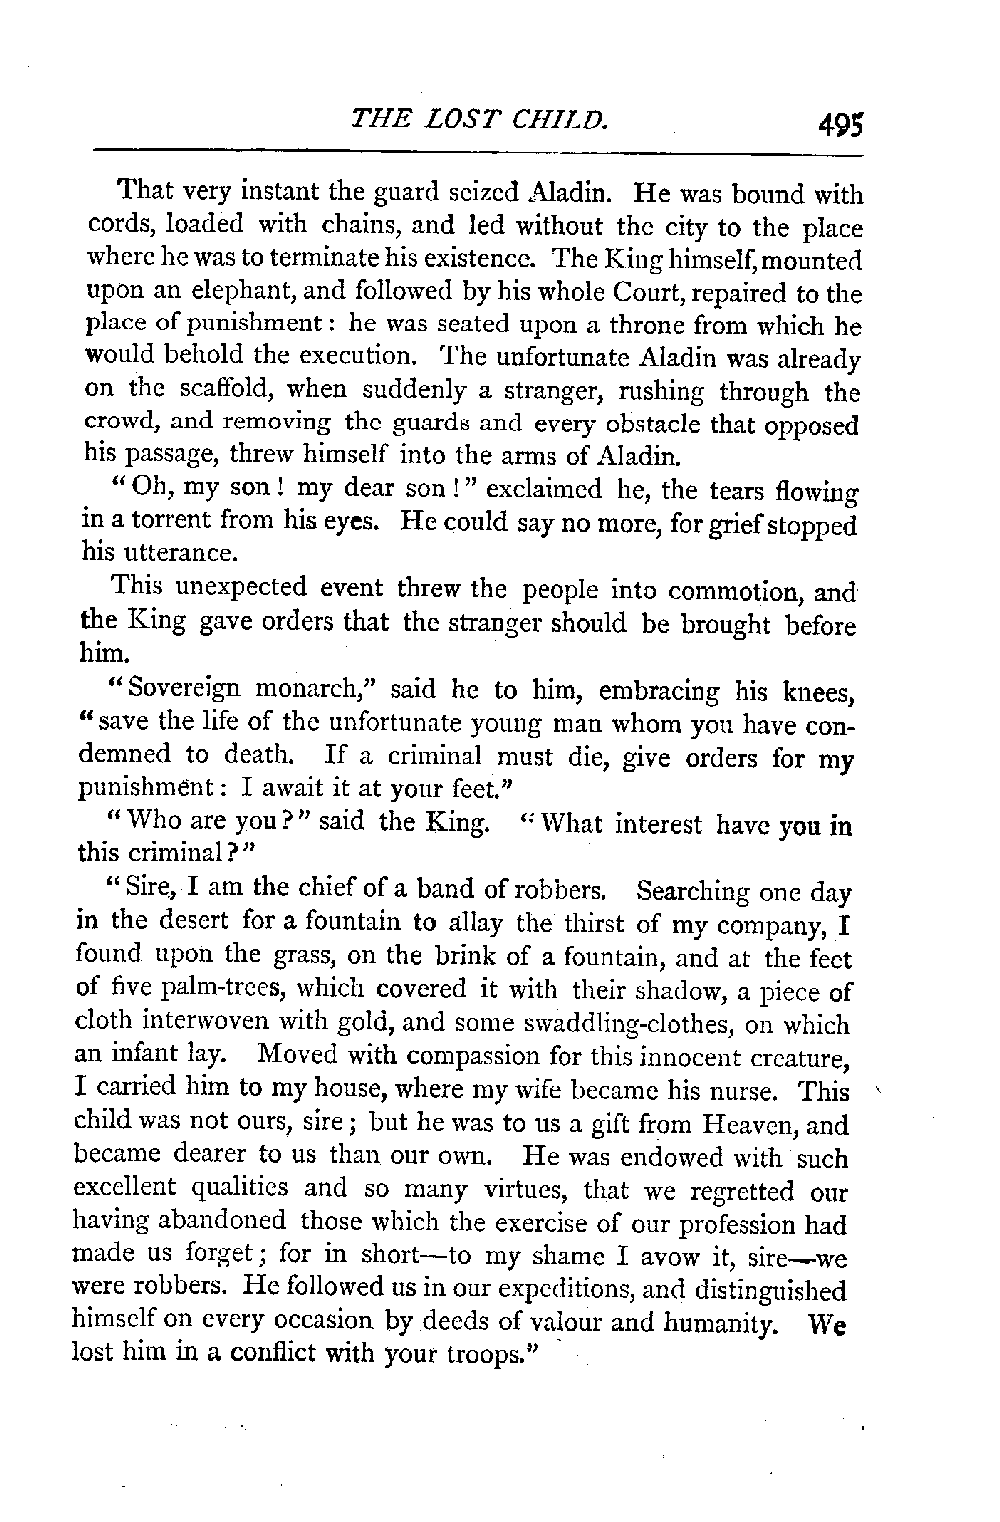 THE LOST CHILD. 495
That very instant the guard seized Aladin. He was bound with
cords, loaded with chains, and led without the city to the place
where he was to terminate his existence. The King himself, mounted
upon an elephant, and followed by his whole Court, repaired to the
place of punishment: he was seated upon a throne from which he
would behold the execution. The unfortunate Aladin was already
on the scaffold, when suddenly a stranger, rushing through the
crowd, and removing the guards and every obstacle that opposed
his passage, threw himself into the arms of Aladin.
"Oh, my son! my dear son!" exclaimed he, the tears flowing
in a torrent from his eyes. He could say no more, for grief stopped
his utterance.
This unexpected event threw the people into commotion, and
the King gave orders that the stranger should be brought before
him.
"Sovereign monarch," said he to him, embracing his knees,
"save the life of the unfortunate young man whom you have con-
demned to death. If a criminal must die, give orders for my
punishment: I await it at your feet."
"Who are you?" said the King. "What interest have you in
this criminal?"
"Sire, I am the chief of a band of robbers. Searching one day
in the desert for a fountain to allay the thirst of my company, I
found upon the grass, on the brink of a fountain, and at the feet
of five palm-trees, which covered it with their shadow, a piece of
cloth interwoven with gold, and some swaddling-clothes, on which
an infant lay. Moved with compassion for this innocent creature,
I carried him to my house, where my wife became his nurse. This
child was not ours, sire; but he was to us a gift from Heaven, and
became dearer to us than our own. He was endowed with such
excellent qualities and so many virtues, that we regretted our
having abandoned those which the exercise of our profession had
made us forget; for in short—to my shame I avow it, sire—we
were robbers. He followed us in our expeditions, and distinguished
himself on every occasion by deeds of valour and humanity. We
lost him in a conflict with your troops."